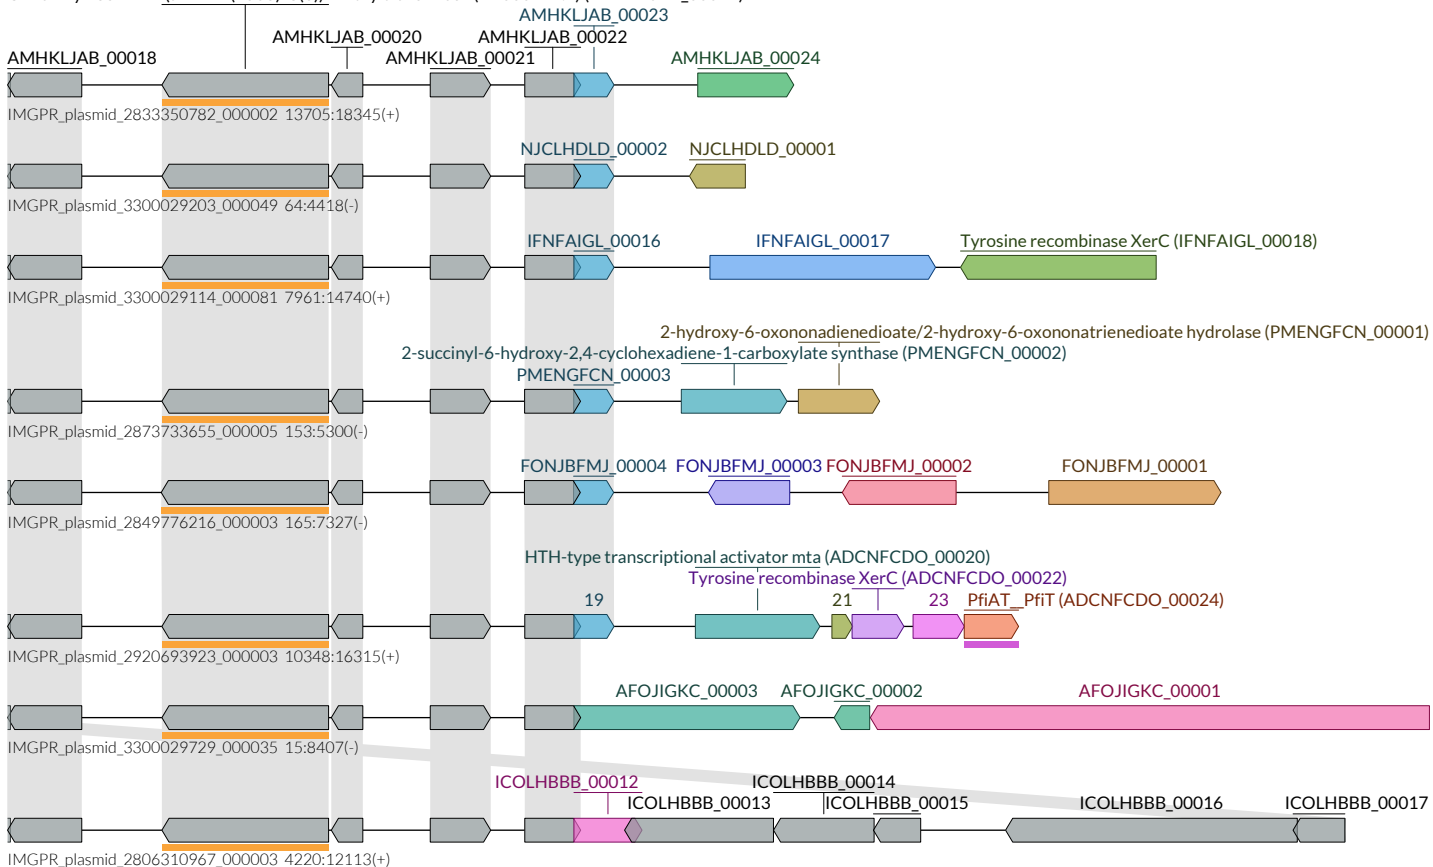 AMHKLJAB_00023
AMHKLJAB_00020 AMHKLJAB_00022
AMHKLJAB_00018 AMHKLJAB_00021 AMHKLJAB_00024
IMGPR_plasmid_2833350782_000002 13705:18345(+)
NJCLHDLD_00002 NJCLHDLD_00001
IMGPR_plasmid_3300029203_000049 64:4418(-)
IFNFAIGL_00016 IFNFAIGL_00017 Tyrosine recombinase XerC (IFNFAIGL_00018)
IMGPR_plasmid_3300029114_000081 7961:14740(+)
2-hydroxy-6-oxononadienedioate/2-hydroxy-6-oxononatrienedioate hydrolase (PMENGFCN_00001)
2-succinyl-6-hydroxy-2,4-cyclohexadiene-1-carboxylate synthase (PMENGFCN_00002)
PMENGFCN_00003
IMGPR_plasmid_2873733655_000005 153:5300(-)
FONJBFMJ_00004 FONJBFMJ_00003 FONJBFMJ_00002 FONJBFMJ_00001
IMGPR_plasmid_2849776216_000003 165:7327(-)
HTH-type transcriptional activator mta (ADCNFCDO_00020)
Tyrosine recombinase XerC (ADCNFCDO_00022)
19 21 23 PfiAT__PfiT (ADCNFCDO_00024)
IMGPR_plasmid_2920693923_000003 10348:16315(+)
AFOJIGKC_00003 AFOJIGKC_00002 AFOJIGKC_00001
IMGPR_plasmid_3300029729_000035 15:8407(-)
ICOLHBBB_00012 ICOLHBBB_00014
ICOLHBBB_00013 ICOLHBBB_00015 ICOLHBBB_00016 ICOLHBBB_00017
IMGPR_plasmid_2806310967_000003 4220:12113(+)